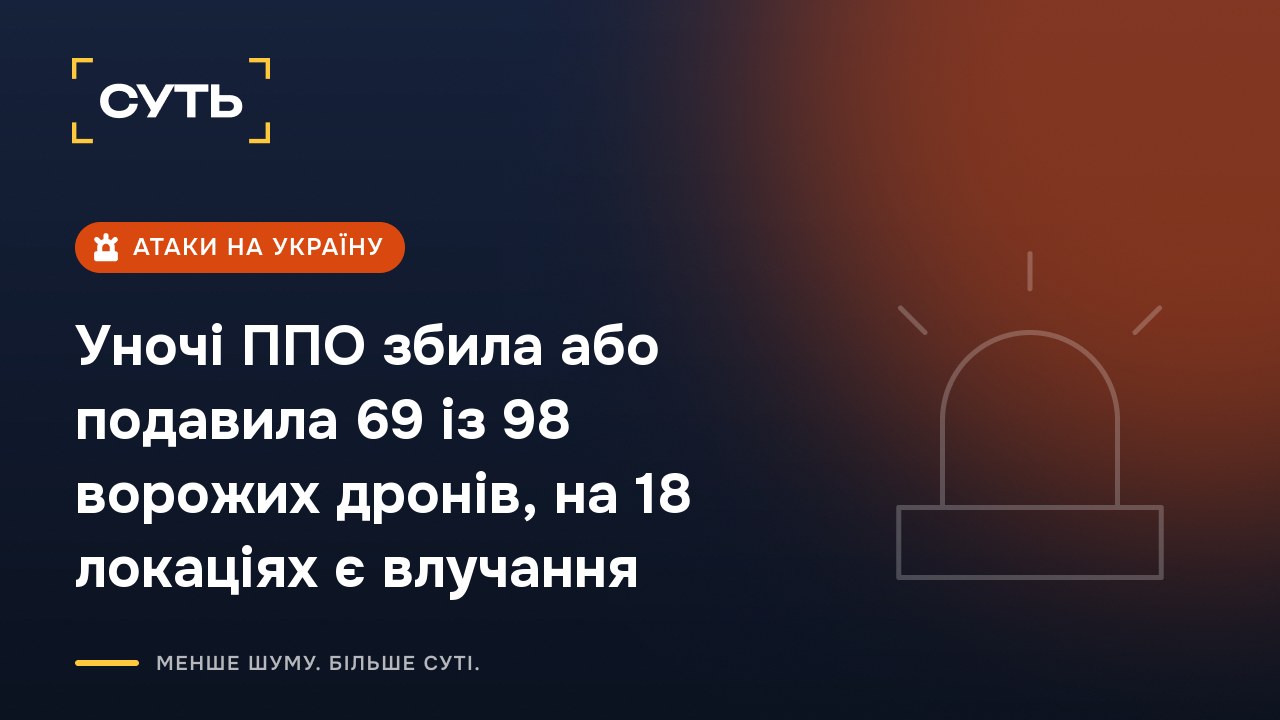 СУТЬ
АТАКИ НА УКРАЇНУ
Уночі ППО збила або
подавила 69 із 98
ворожих дронів, на 18
локаціях є влучання
МЕНШЕ ШУМУ. БІЛЬШЕ СУТІ.